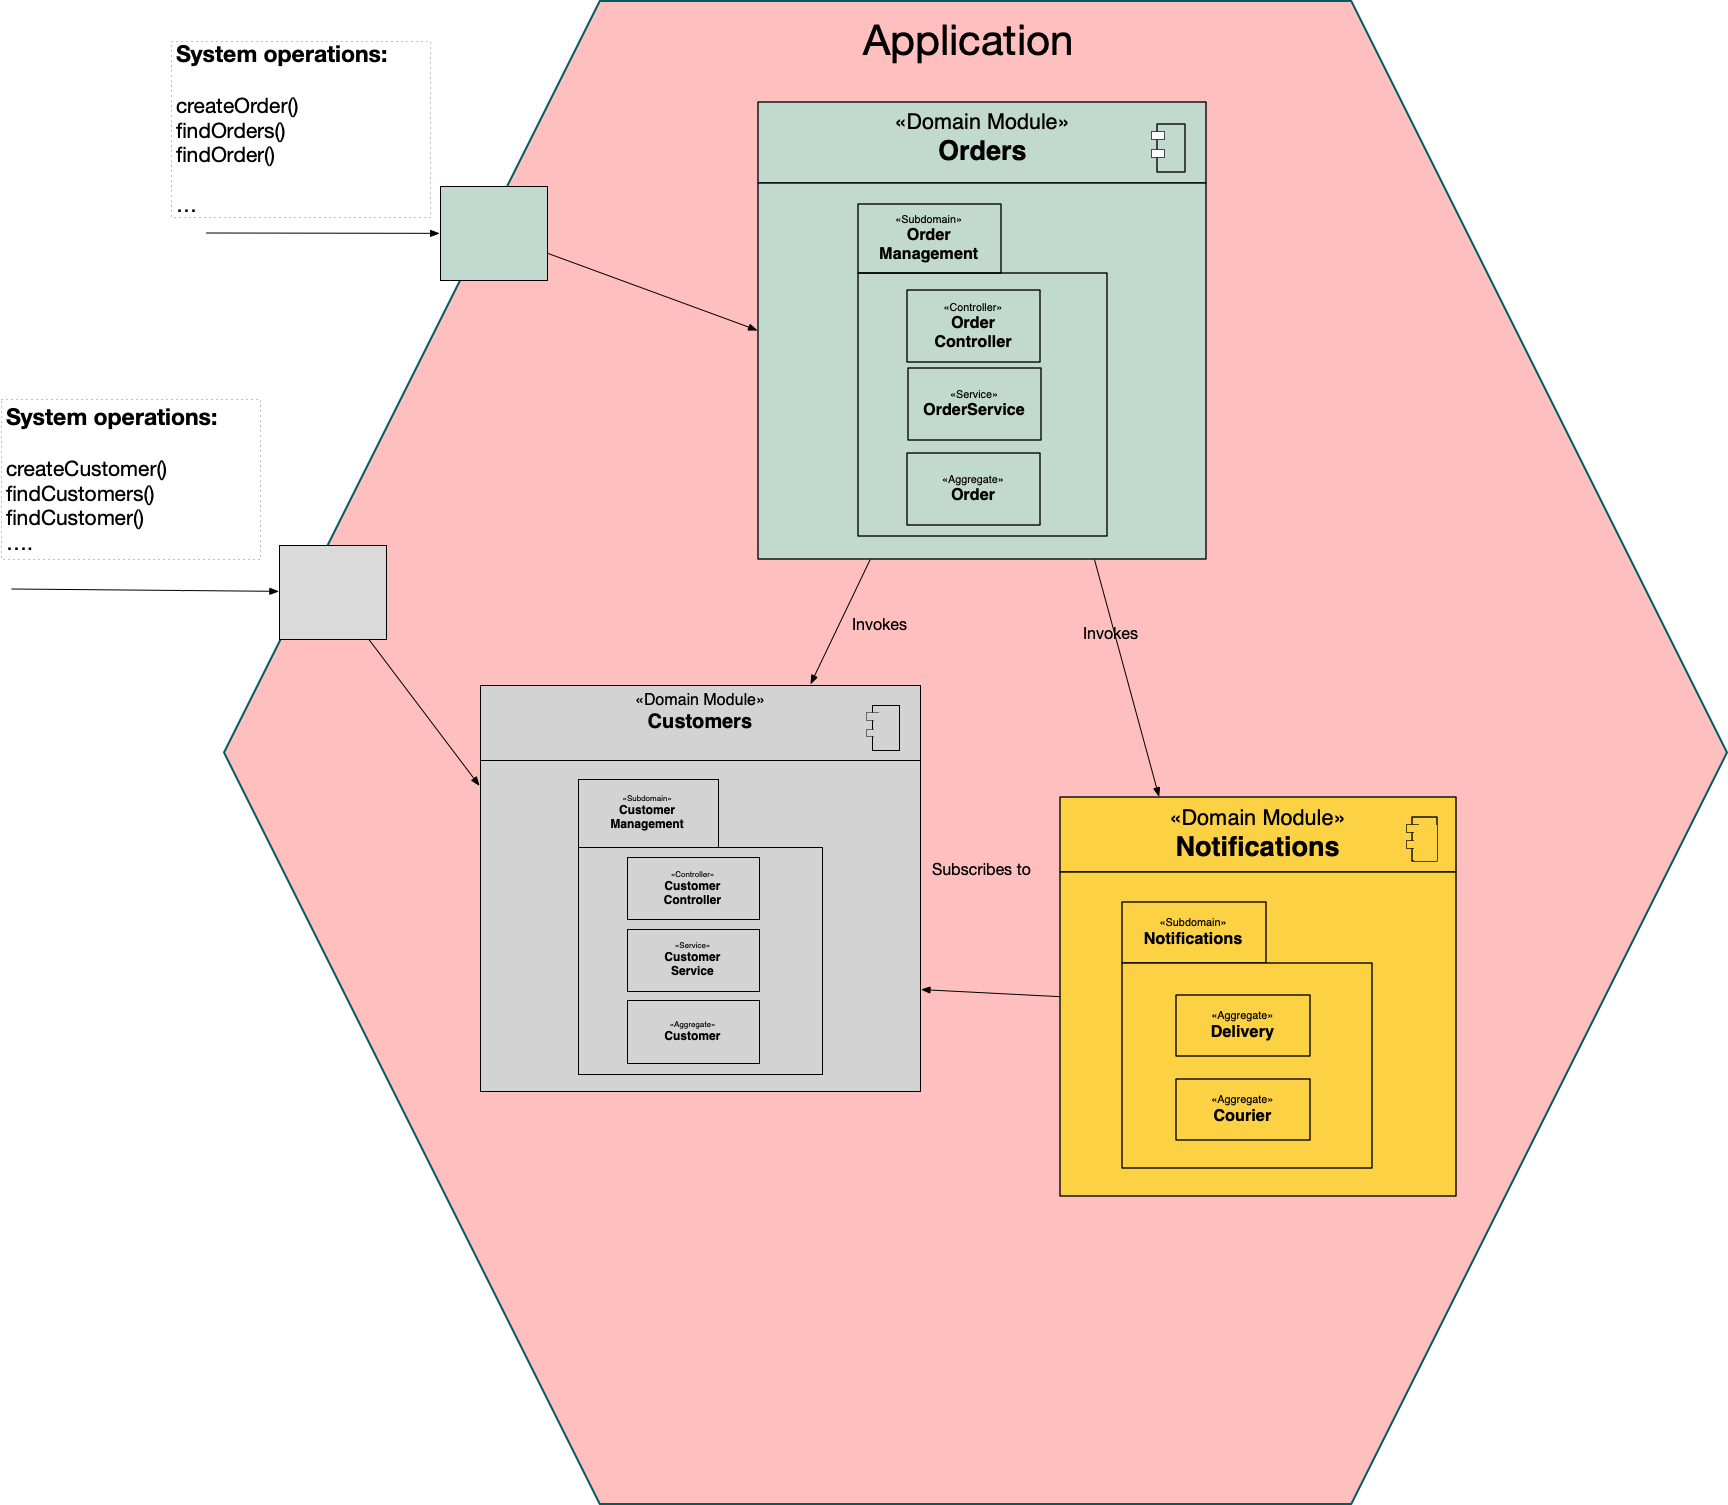 Application
System operations:
createOrder()
findOrders()
findOrder()
...
«Domain Module»
Orders
«Subdomain»
Order
Management
«Controller»
Order
Controller
«Service»
OrderService
«Aggregate»
Order
System operations:
createCustomer()
findCustomers()
findCustomer()
....
Invokes
Invokes
«Domain Module»
Customers
«Subdomain»
Customer
Management
«Controller»
Customer
Controller
«Service»
Customer
Service
«Aggregate»
Customer
Subscribes to
«Domain Module»
Notifications
«Subdomain»
Notifications
«Aggregate»
Delivery
«Aggregate»
Courier